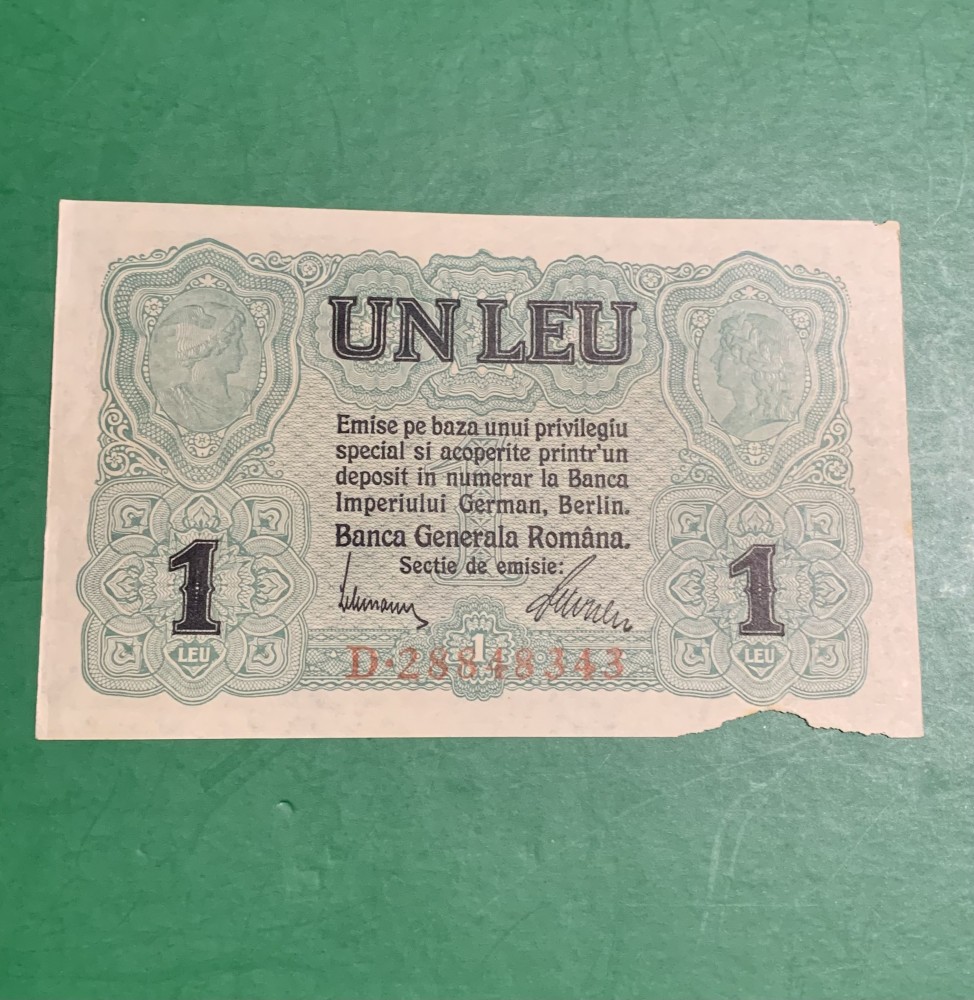 UN LEU
Emise pe baza unui privilegiu
special si acoperite printr'un
deposit in numerar la Banca
Imperiului German, Berlin.
Banca Generala Româna.
Sectie de emisie:
1
1
1
LEU
1
LEU
D·28848343